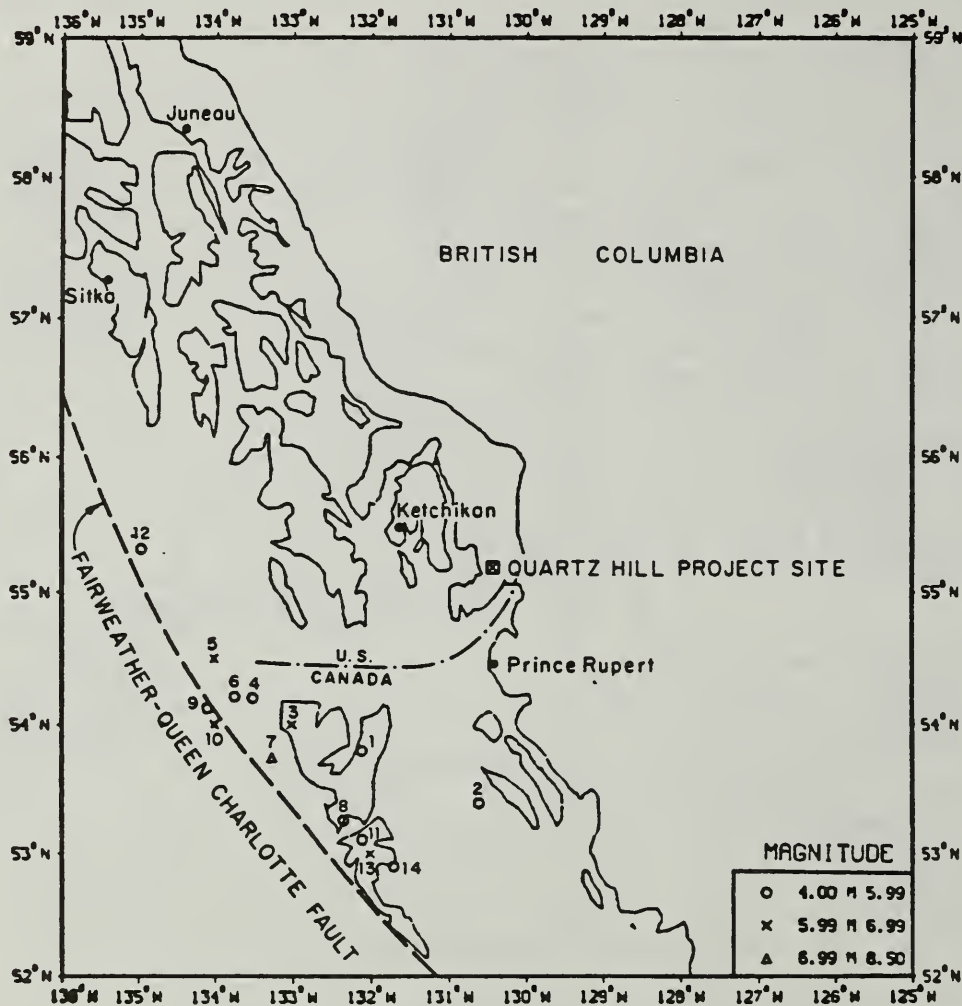 136°W 135°W 134°W 133°W 132°W 131°W 130°W 129°W 128°W 127°W 126°W 125°W
59°N 59°N
Juneau
58°N 58°N
BRITISH COLUMBIA
Sitka
57°N 57°N
56°N 56°N
Ketchikan
12
QUARTZ HILL PROJECT SITE
55°N 55°N
FAIRWEATHER-QUEEN CHARLOTTE FAULT
5
U.S.
CANADA
Prince Rupert
6 4
9
3
54°N 54°N
10
7
1
8
2
11
53°N 53°N
13
14
MAGNITUDE
4.00 M 5.99
5.99 M 6.99
6.99 M 8.50
52°N 52°N
136°W 135°W 134°W 133°W 132°W 131°W 130°W 129°W 128°W 127°W 126°W 125°W